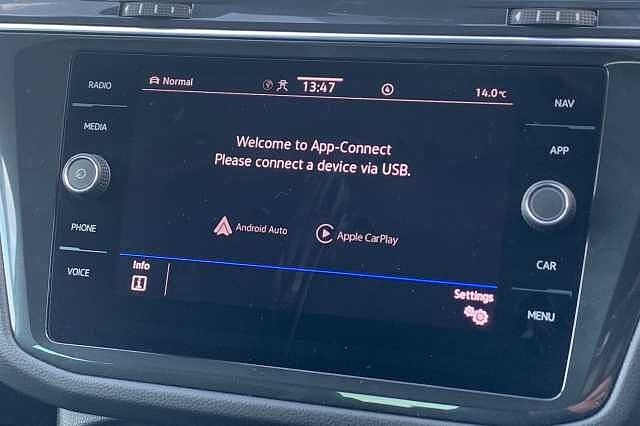 RADIO
MEDIA
PHONE
VOICE
Normal
13:47
14.0°C
Welcome to App-Connect
Please connect a device via USB.
Android Auto
Apple CarPlay
Info
Settings
NAV
APP
CAR
MENU